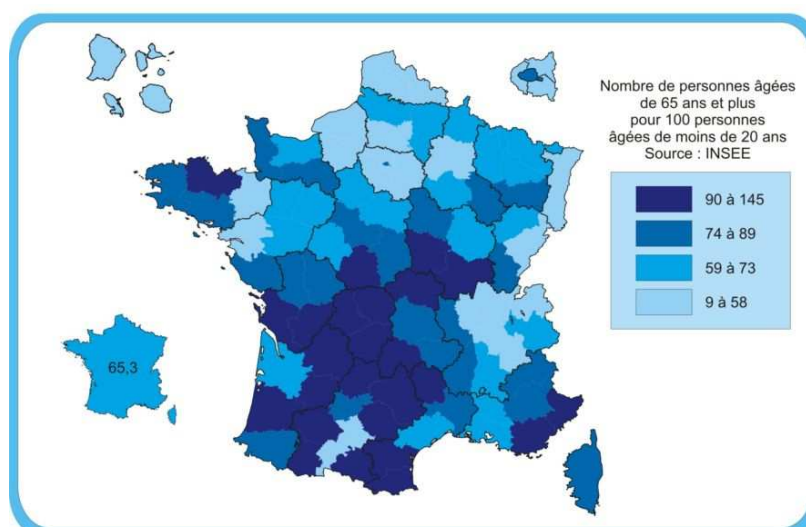 Nombre de personnes âgées
de 65 ans et plus
pour 100 personnes
âgées de moins de 20 ans
Source : INSEE
90 à 145
74 à 89
59 à 73
9 à 58
65,3